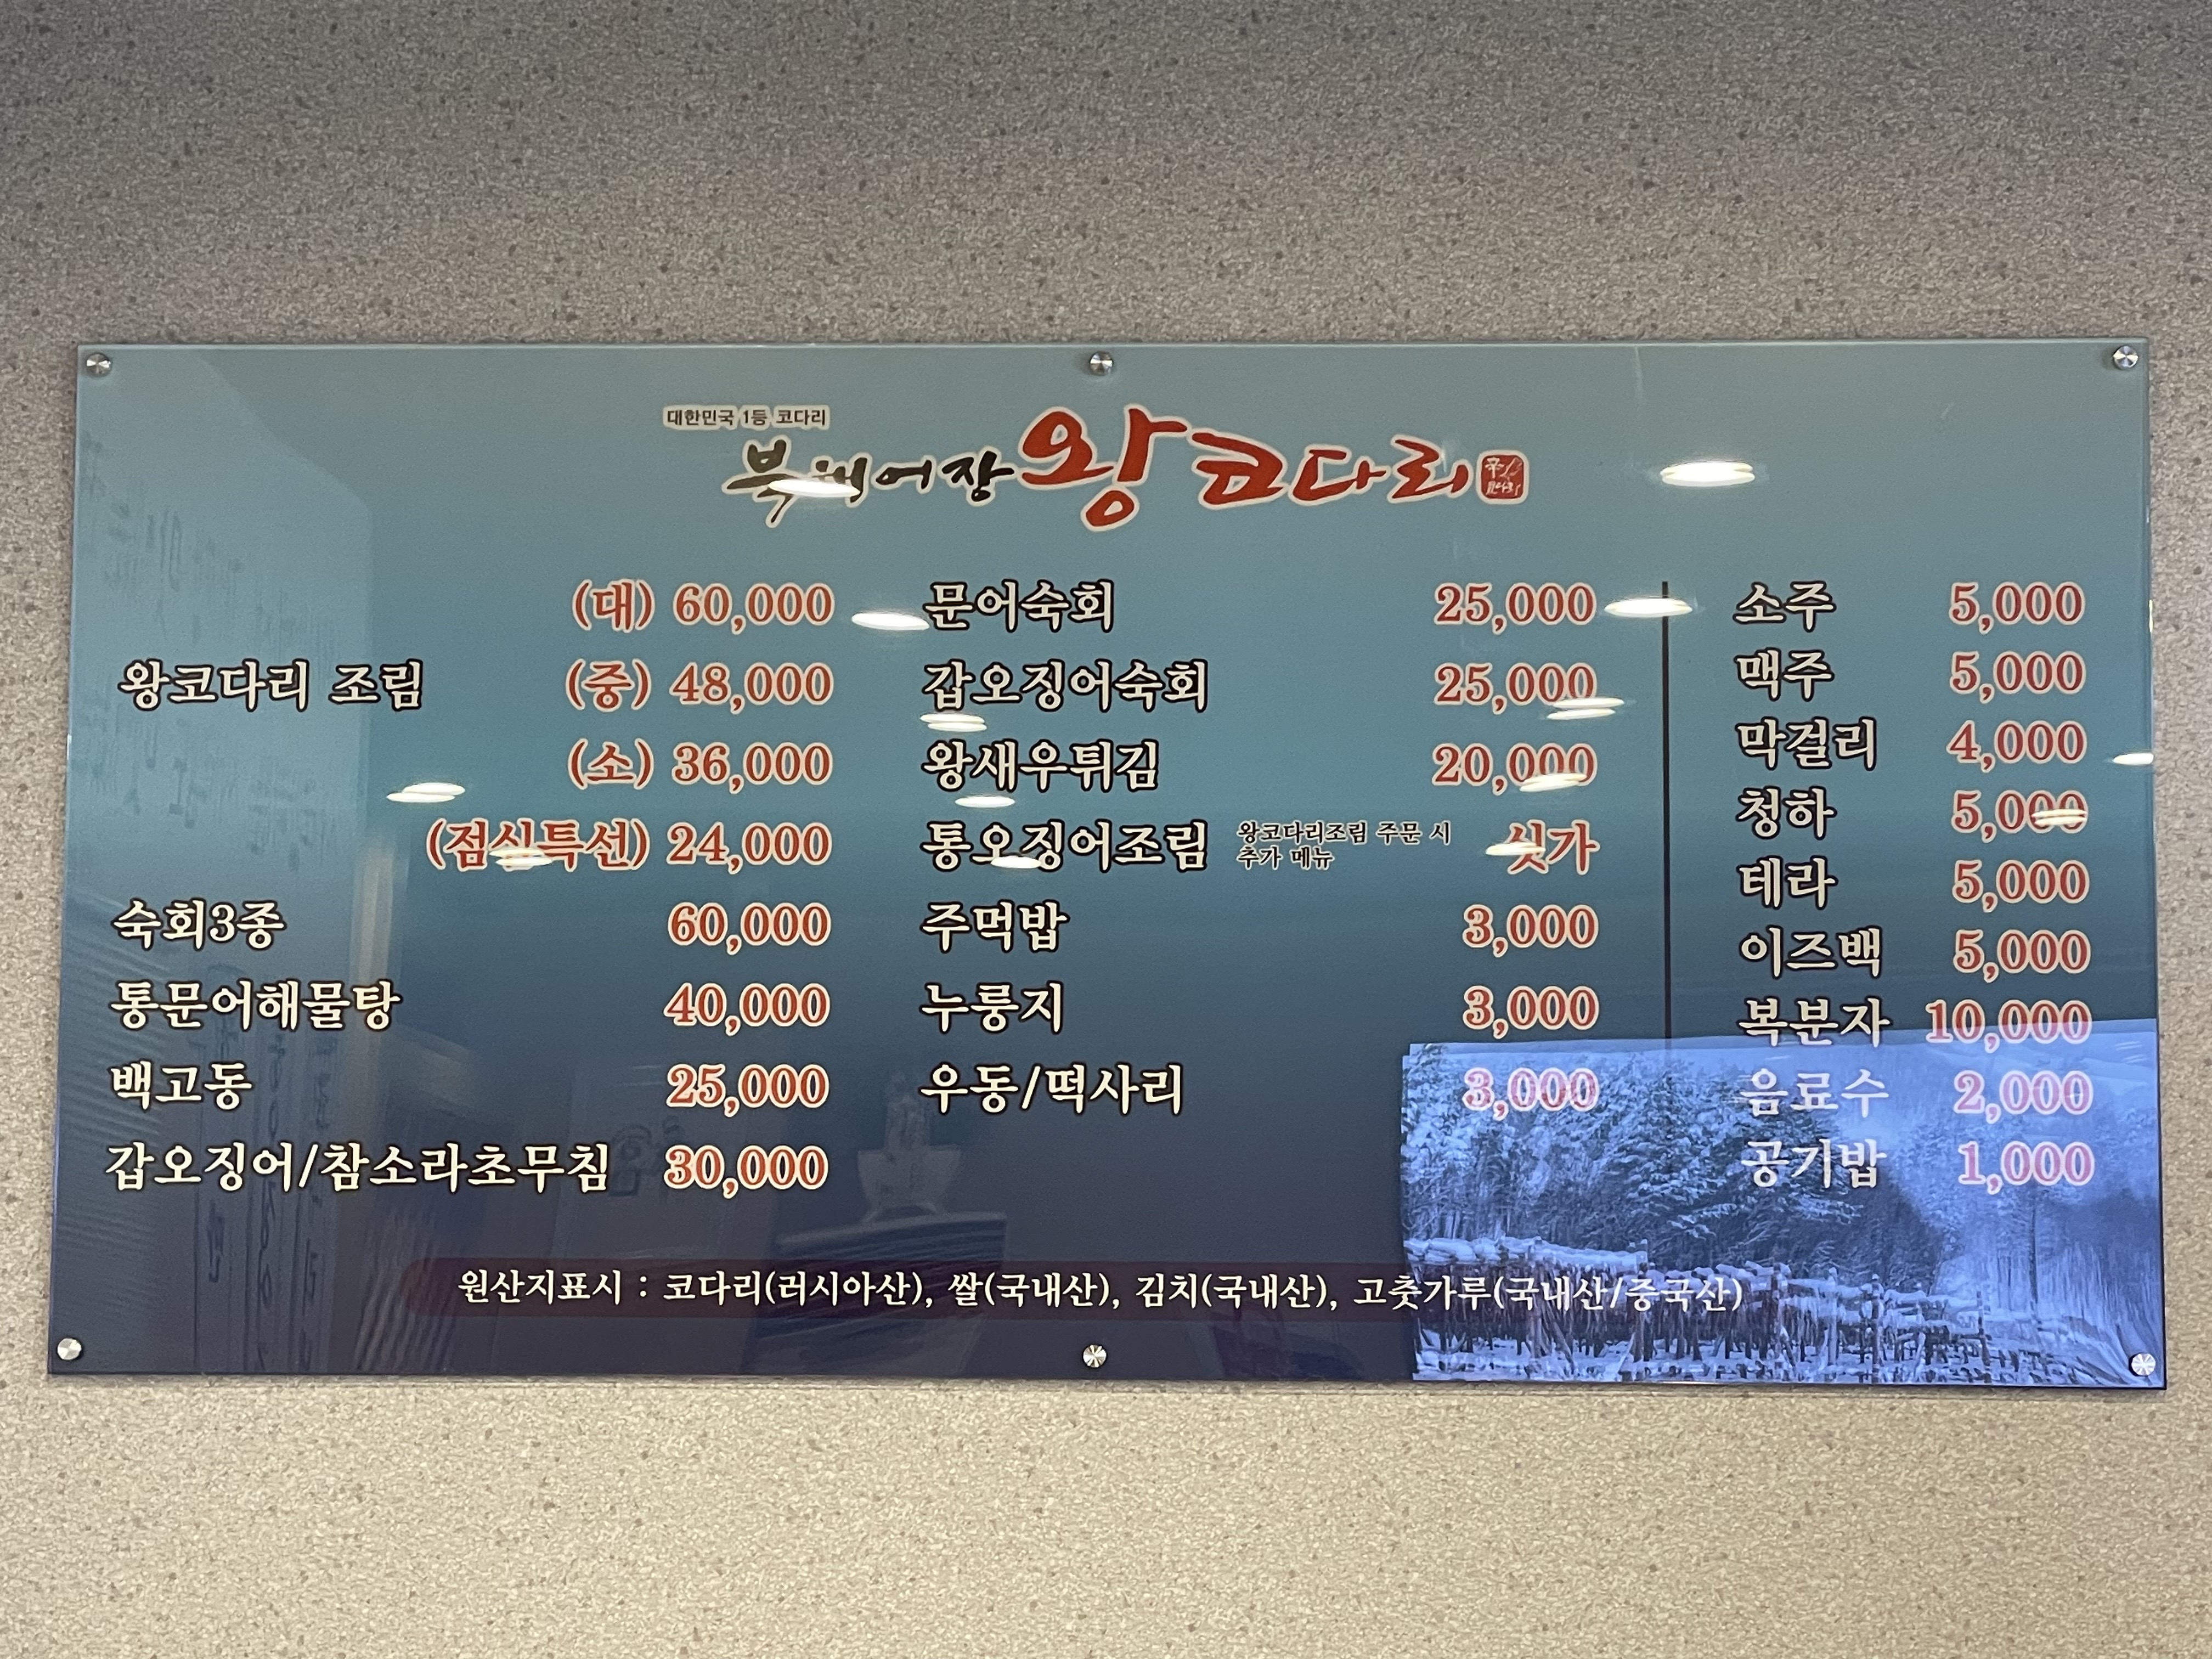 대한민국 1등 코다리
북해어장 왕코다리
왕코다리 조림
(대) 60,000
(중) 48,000
(소) 36,000
(점심특선) 24,000
숙회3종 60,000
통문어해물탕 40,000
백고동 25,000
갑오징어/참소라초무침 30,000
문어숙회 25,000
갑오징어숙회 25,000
왕새우튀김 20,000
통오징어조림 왕코다리조림 주문 시 싯가
추가 메뉴
주먹밥 3,000
누룽지 3,000
우동/떡사리 3,000
소주 5,000
맥주 5,000
막걸리 4,000
청하 5,000
테라 5,000
이즈백 5,000
복분자 10,000
음료수 2,000
공기밥 1,000
원산지표시 : 코다리(러시아산), 쌀(국내산), 김치(국내산), 고춧가루(국내산/중국산)